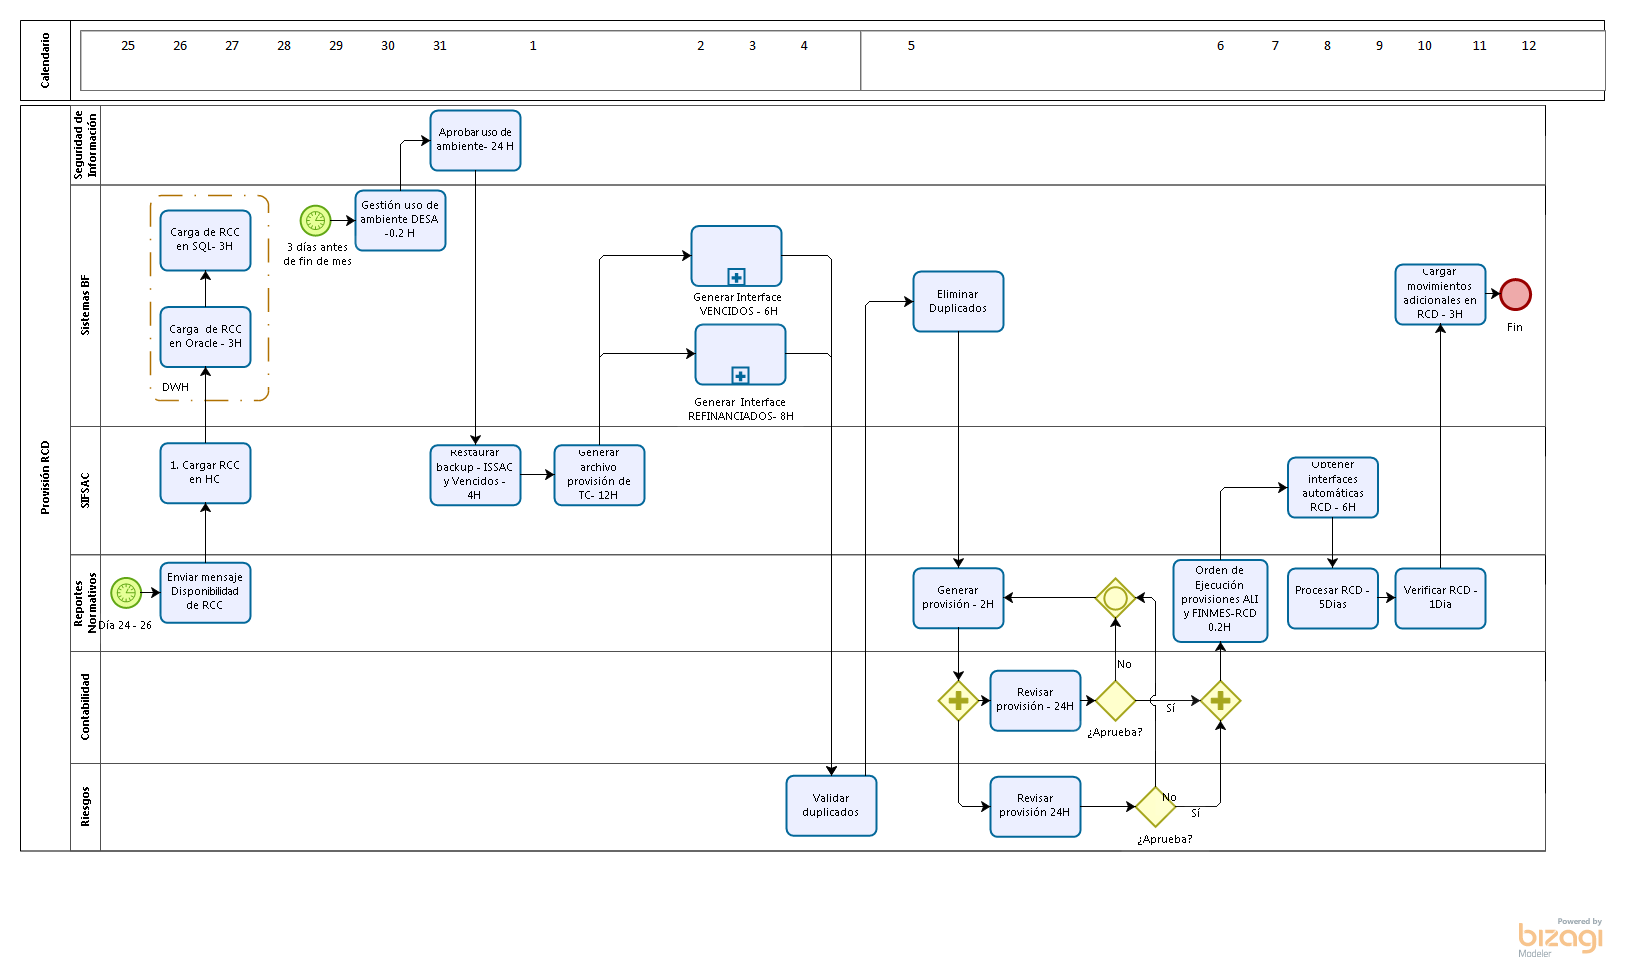 Calendario
25 26 27 28 29 30 31 1 2 3 4 5 6 7 8 9 10 11 12
Provisión RCD
Seguridad de
Información
Aprobar uso de
ambiente- 24 H
Sistemas BF
Carga de RCC
en SQL- 3H
Carga de RCC
en Oracle - 3H
DWH
3 días antes
de fin de mes
Gestión uso de
ambiente DESA
-0.2 H
Generar Interface
VENCIDOS - 6H
Generar Interface
REFINANCIADOS- 8H
Eliminar
Duplicados
Cargar
movimientos
adicionales en
RCD - 3H
Fin
SIFSAC
1. Cargar RCC
en HC
Restaurar
backup - ISSAC
y Vencidos -
4H
Generar
archivo
provisión de
TC- 12H
Obtener
interfaces
automáticas
RCD - 6H
Reportes
Normativos
Día 24 - 26
Enviar mensaje
Disponibilidad
de RCC
Generar
provisión - 2H
Orden de
Ejecución
provisiones ALI
y FINMES-RCD
0.2H
Procesar RCD -
5Dias
Verificar RCD -
1Dia
Contabilidad
Revisar
provisión - 24H
No
Sí
¿Aprueba?
Riesgos
Validar
duplicados
Revisar
provisión 24H
No
Sí
¿Aprueba?
Powered by
bizagi
Modeler